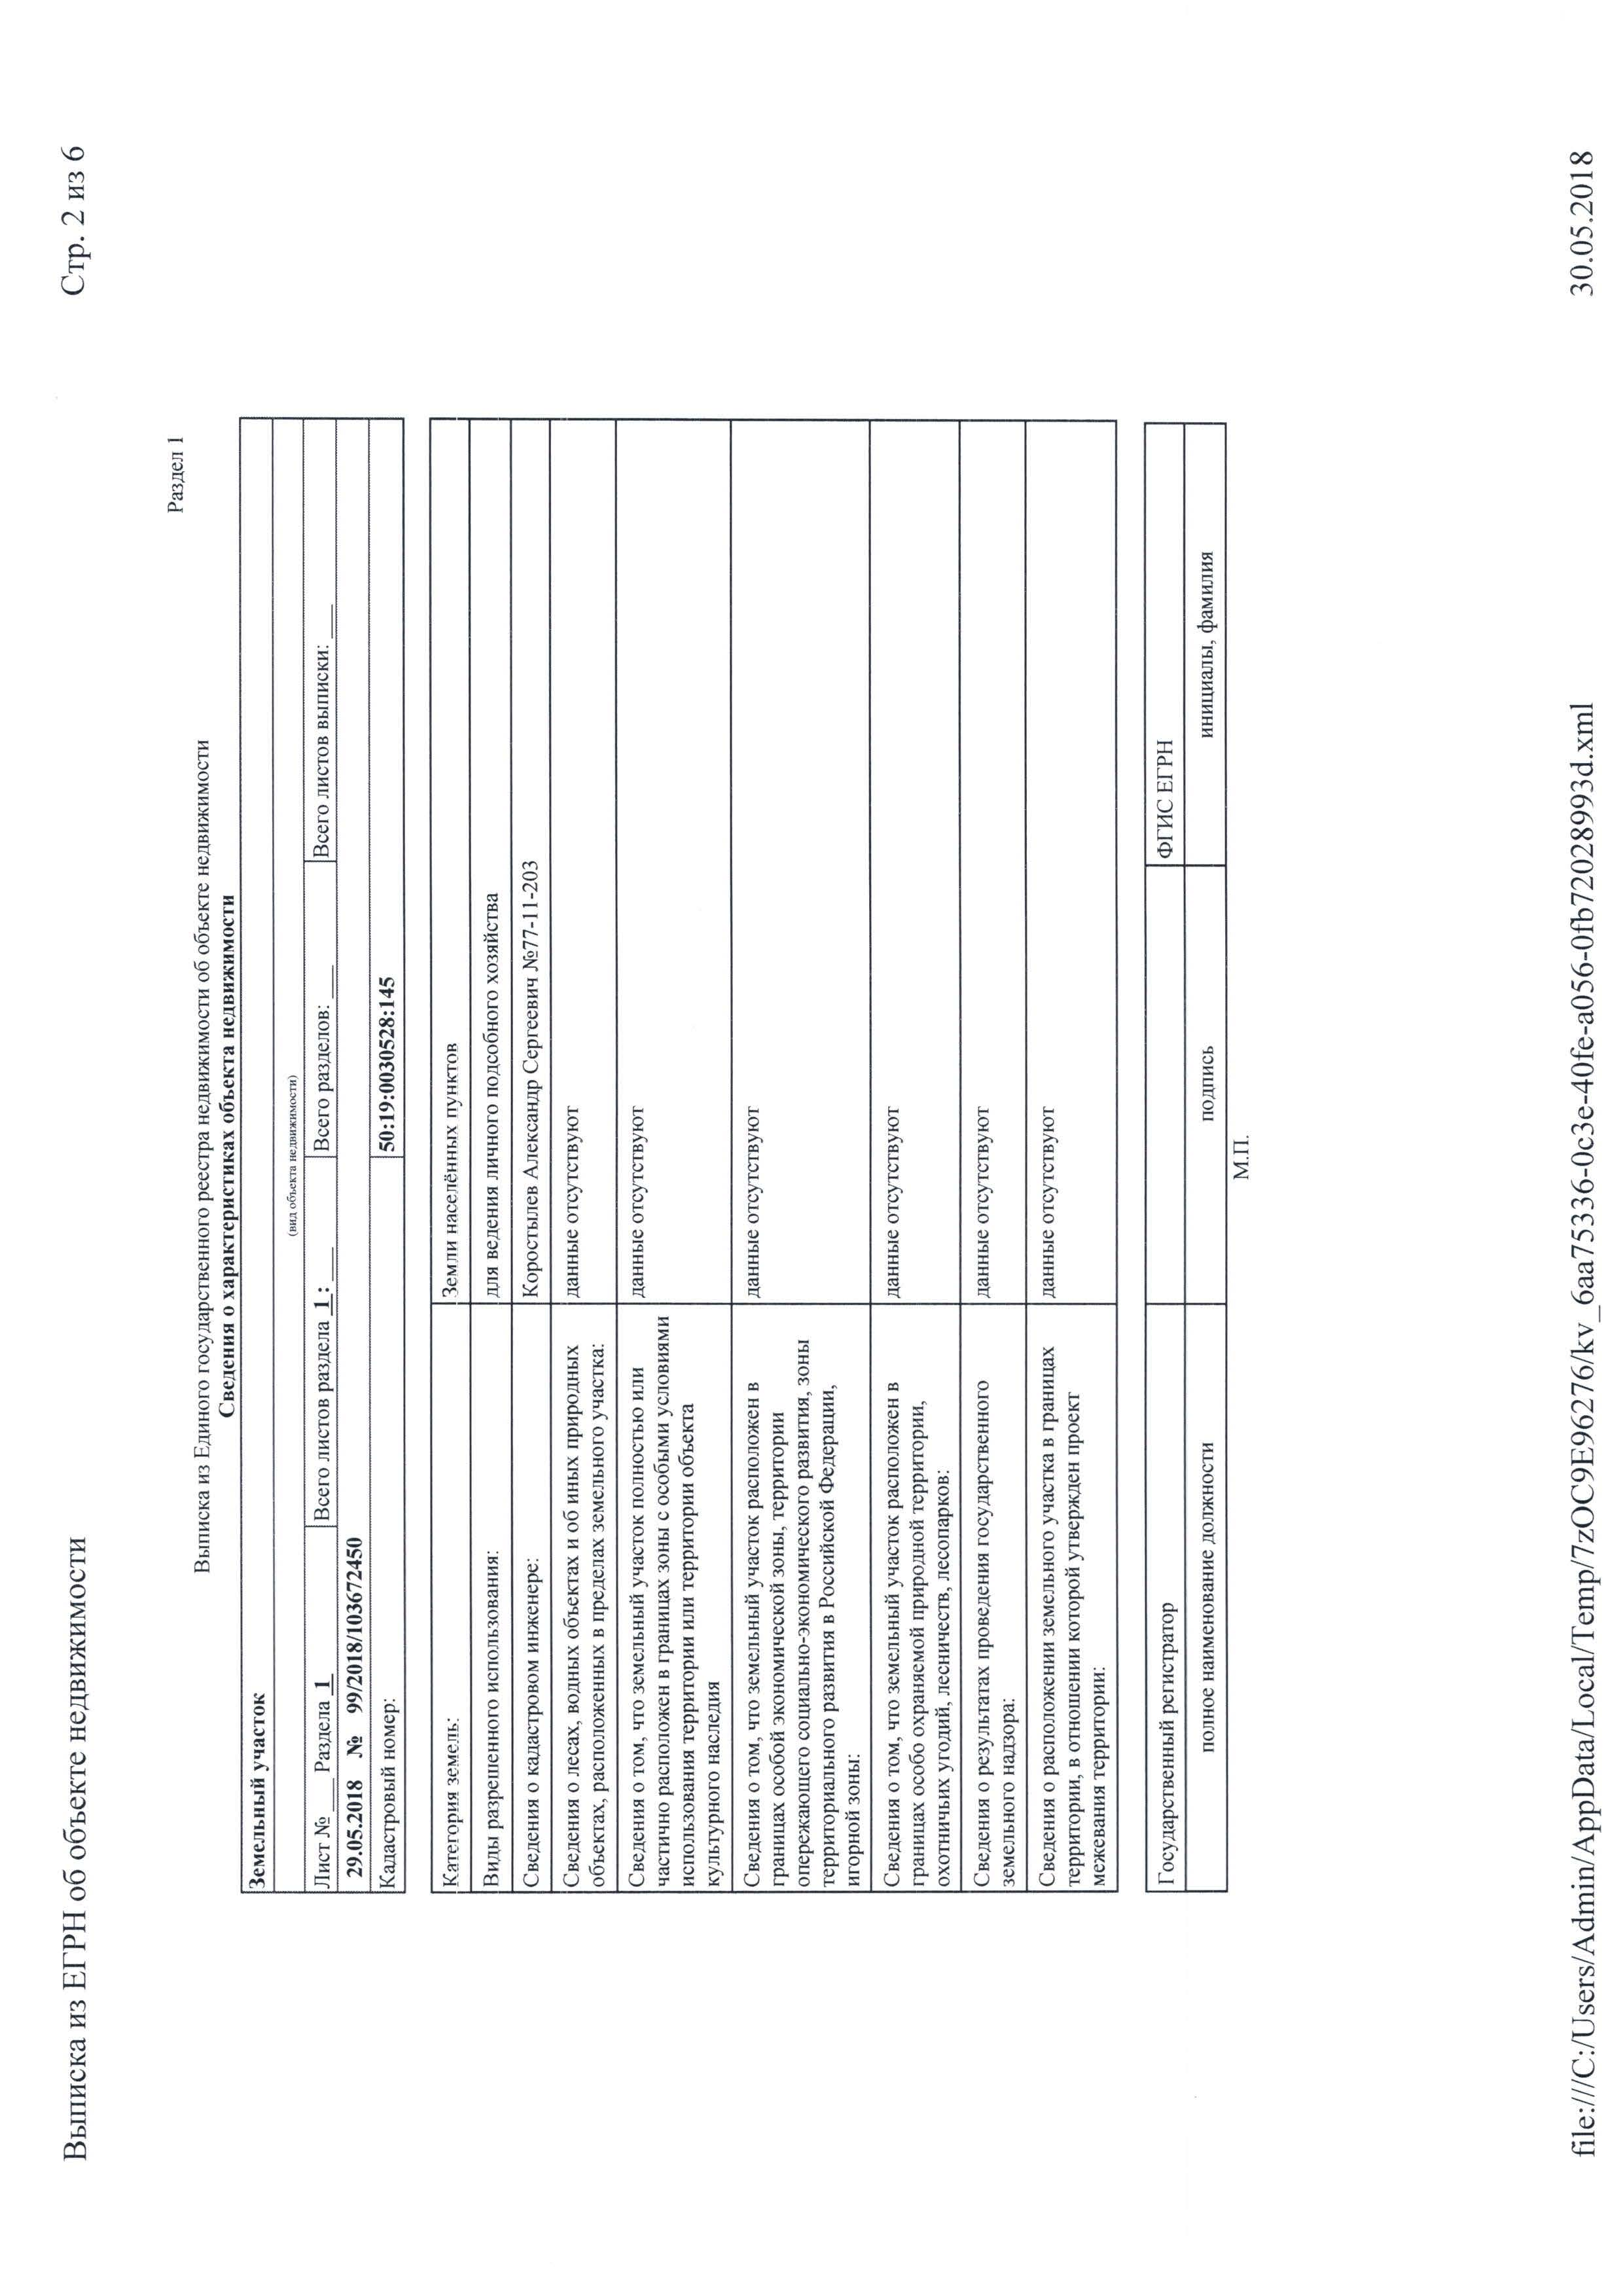 Выписка из ЕГРН об объекте недвижимости Стр. 2 из 6
Раздел 1
Выписка из Единого государственного реестра недвижимости об объекте недвижимости
Сведения о характеристиках объекта недвижимости
Земельный участок
(вид объекта недвижимости)
Лист № ___ Раздела 1 Всего листов раздела 1 : ___ Всего разделов: ___ Всего листов выписки: ___
29.05.2018 № 99/2018/103672450
Кадастровый номер: 50:19:0030528:145
Категория земель: Земли населённых пунктов
Виды разрешенного использования: для ведения личного подсобного хозяйства
Сведения о кадастровом инженере: Коростылев Александр Сергеевич №77-11-203
Сведения о лесах, водных объектах и об иных природных данные отсутствуют
объектах, расположенных в пределах земельного участка:
Сведения о том, что земельный участок полностью или данные отсутствуют
частично расположен в границах зоны с особыми условиями
использования территории или территории объекта
культурного наследия
Сведения о том, что земельный участок расположен в данные отсутствуют
границах особой экономической зоны, территории
опережающего социально-экономического развития, зоны
территориального развития в Российской Федерации,
игорной зоны:
Сведения о том, что земельный участок расположен в данные отсутствуют
границах особо охраняемой природной территории,
охотничьих угодий, лесничеств, лесопарков:
Сведения о результатах проведения государственного данные отсутствуют
земельного надзора:
Сведения о расположении земельного участка в границах данные отсутствуют
территории, в отношении которой утвержден проект
межевания территории:
Государственный регистратор ФГИС ЕГРН
полное наименование должности подпись инициалы, фамилия
М.П.
file:///C:/Users/Admin/AppData/Local/Temp/7zOC9E96276/kv_6aa75336-0c3e-40fe-a056-0fb72028993d.xml 30.05.2018